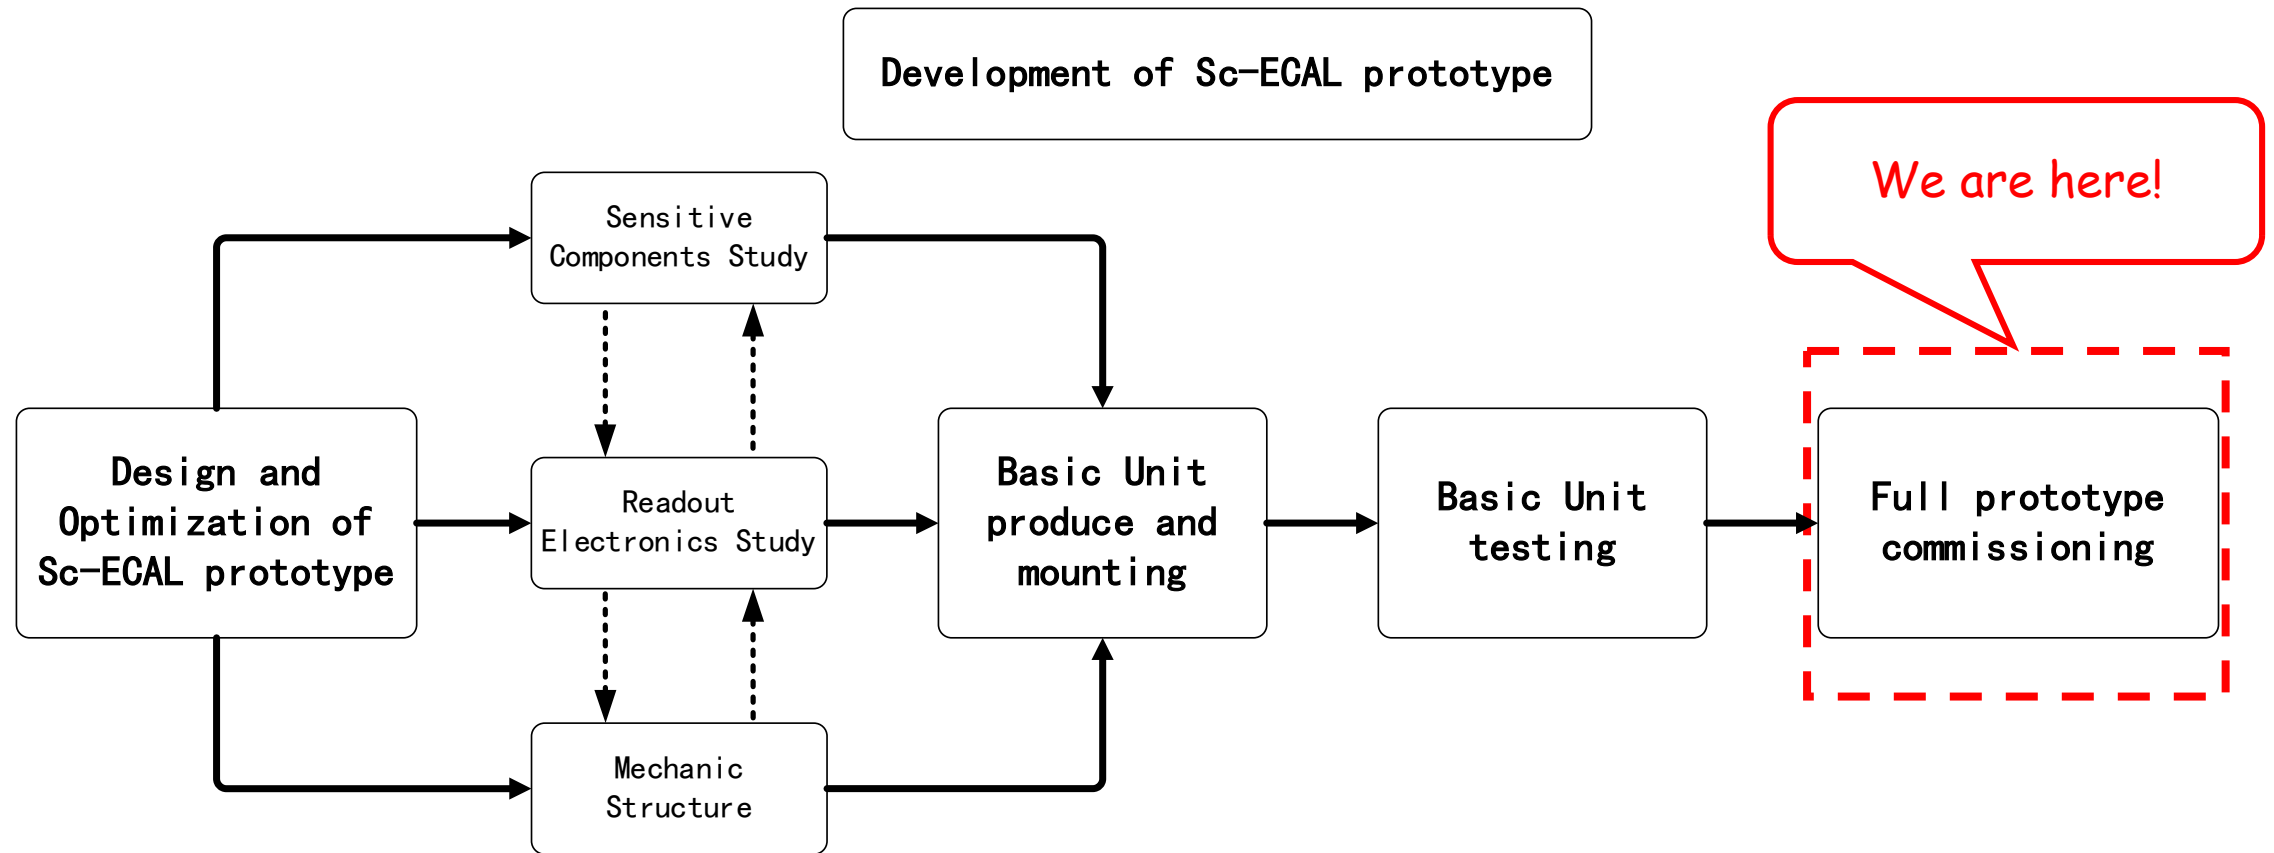 Development of Sc-ECAL prototype
We are here!
Sensitive
Components Study
Design and
Optimization of
Sc-ECAL prototype
Readout
Electronics Study
Basic Unit
produce and
mounting
Basic Unit
testing
Full prototype
commissioning
Mechanic
Structure